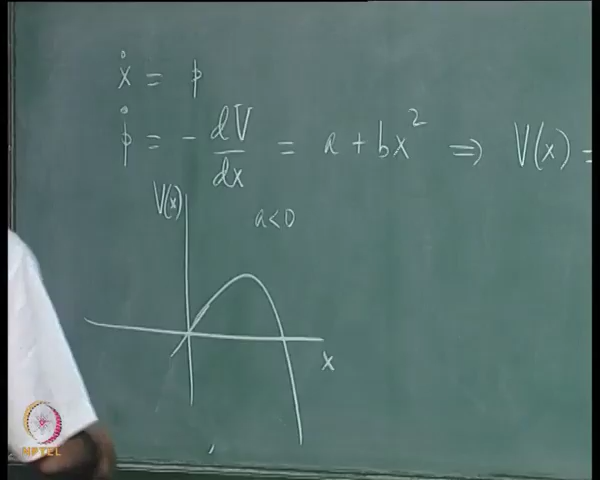 ẋ = p
ṗ = - dV/dx = a + bx² ⇒ V(x) =
V(x)
a<0
x
NPTEL